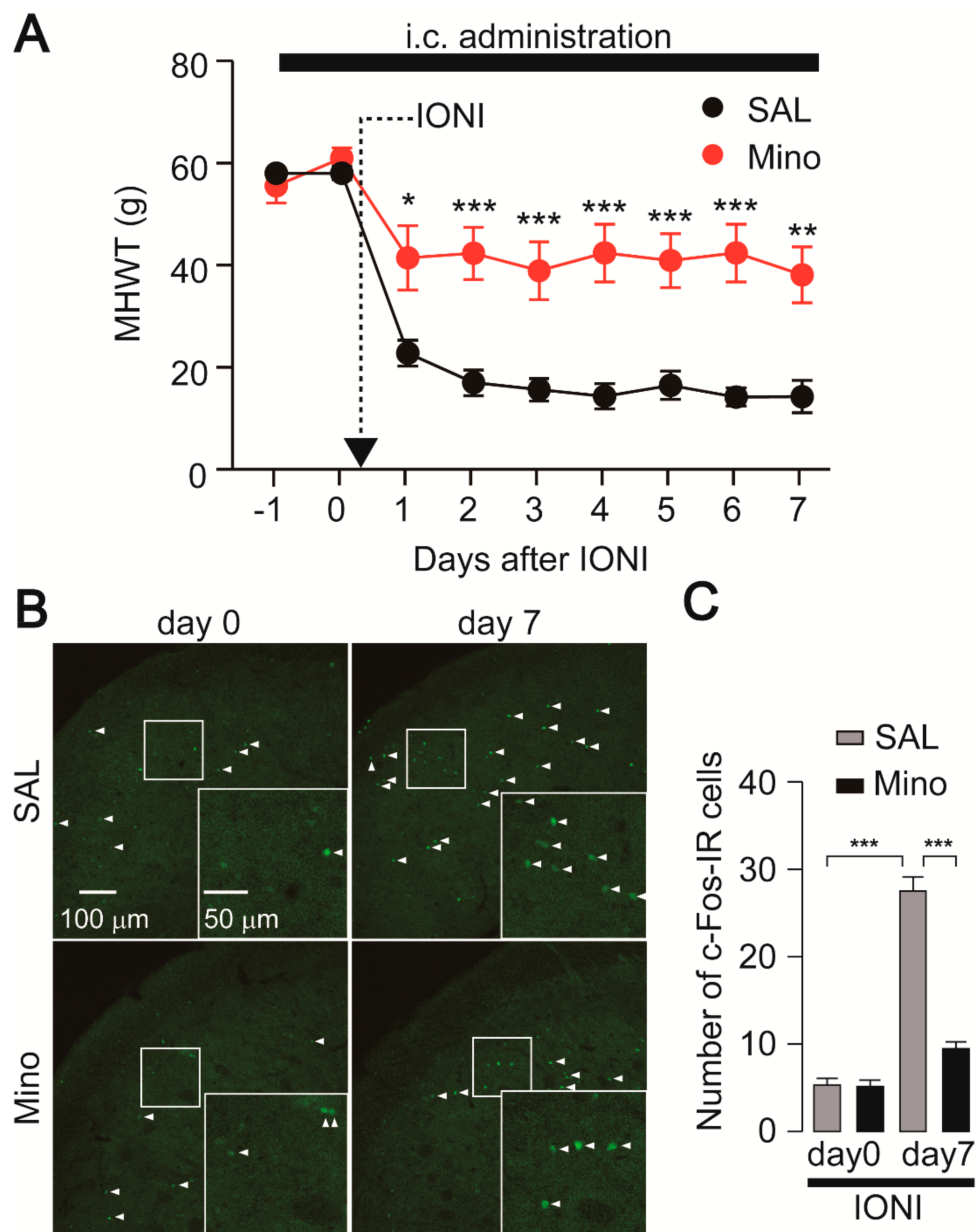 A
i.c. administration
80
60
40
20
0
MHWT (g)
IONI
SAL
Mino
*
***
***
***
***
***
**
-1 0 1 2 3 4 5 6 7
Days after IONI
B
day 0 day 7
SAL
100 μm
50 μm
Mino
C
SAL
Mino
Number of c-Fos-IR cells
40
30
20
10
0
*** ***
day0 day7
IONI